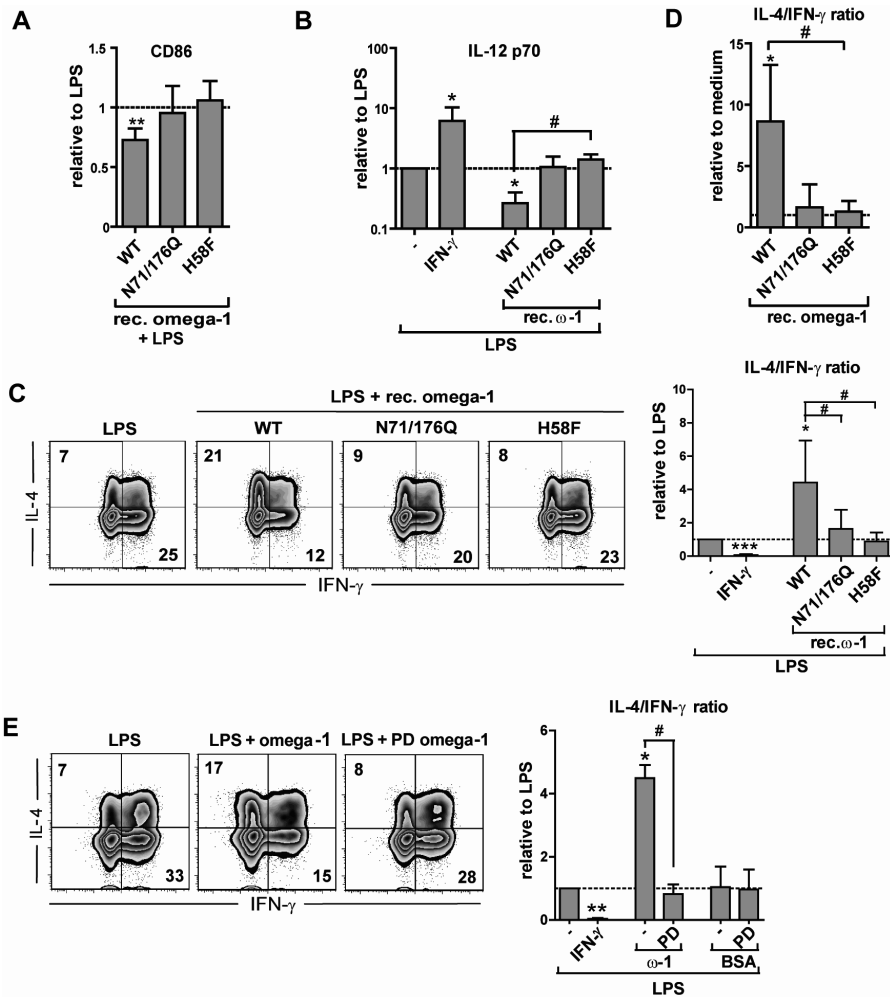 A
CD86
relative to LPS
1.5
1
0.5
0
**
WT
N71/176Q
H58F
rec. omega-1
+ LPS
B
IL-12 p70
relative to LPS
100
10
1
0.1
*
*
#
-
IFN-γ
WT
N71/176Q
H58F
rec. ω-1
LPS
D
IL-4/IFN-γ ratio
relative to medium
15
10
5
0
*
#
WT
N71/176Q
H58F
rec. omega-1
C
LPS + rec. omega-1
LPS
WT
N71/176Q
H58F
IL-4
7
25
21
12
9
20
8
23
IFN-γ
IL-4/IFN-γ ratio
relative to LPS
10
8
6
4
2
0
***
*
#
#
-
IFN-γ
WT
N71/176Q
H58F
rec.ω-1
LPS
E
LPS
LPS + omega-1
LPS + PD omega-1
IL-4
7
33
17
15
8
28
IFN-γ
IL-4/IFN-γ ratio
relative to LPS
6
4
2
0
**
*
#
-
IFN-γ
-
PD
-
PD
ω-1
BSA
LPS